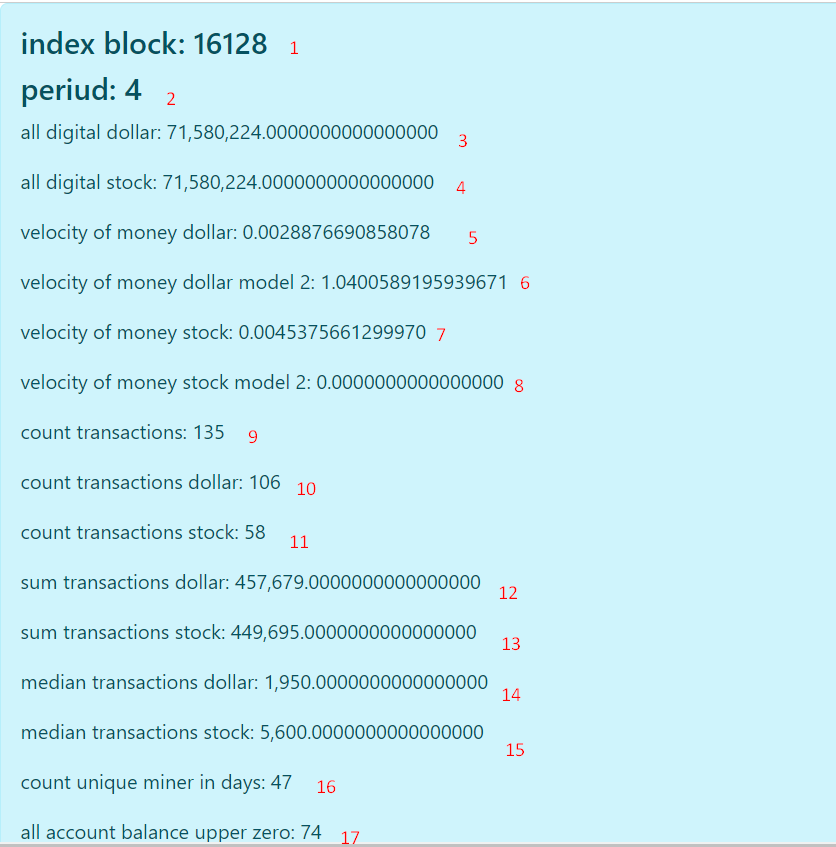 index block: 16128 1
periud: 4 2
all digital dollar: 71,580,224.0000000000000000 3
all digital stock: 71,580,224.0000000000000000 4
velocity of money dollar: 0.0028876690858078 5
velocity of money dollar model 2: 1.0400589195939671 6
velocity of money stock: 0.0045375661299970 7
velocity of money stock model 2: 0.0000000000000000 8
count transactions: 135 9
count transactions dollar: 106 10
count transactions stock: 58 11
sum transactions dollar: 457,679.0000000000000000 12
sum transactions stock: 449,695.0000000000000000 13
median transactions dollar: 1,950.0000000000000000 14
median transactions stock: 5,600.0000000000000000 15
count unique miner in days: 47 16
all account balance upper zero: 74 17